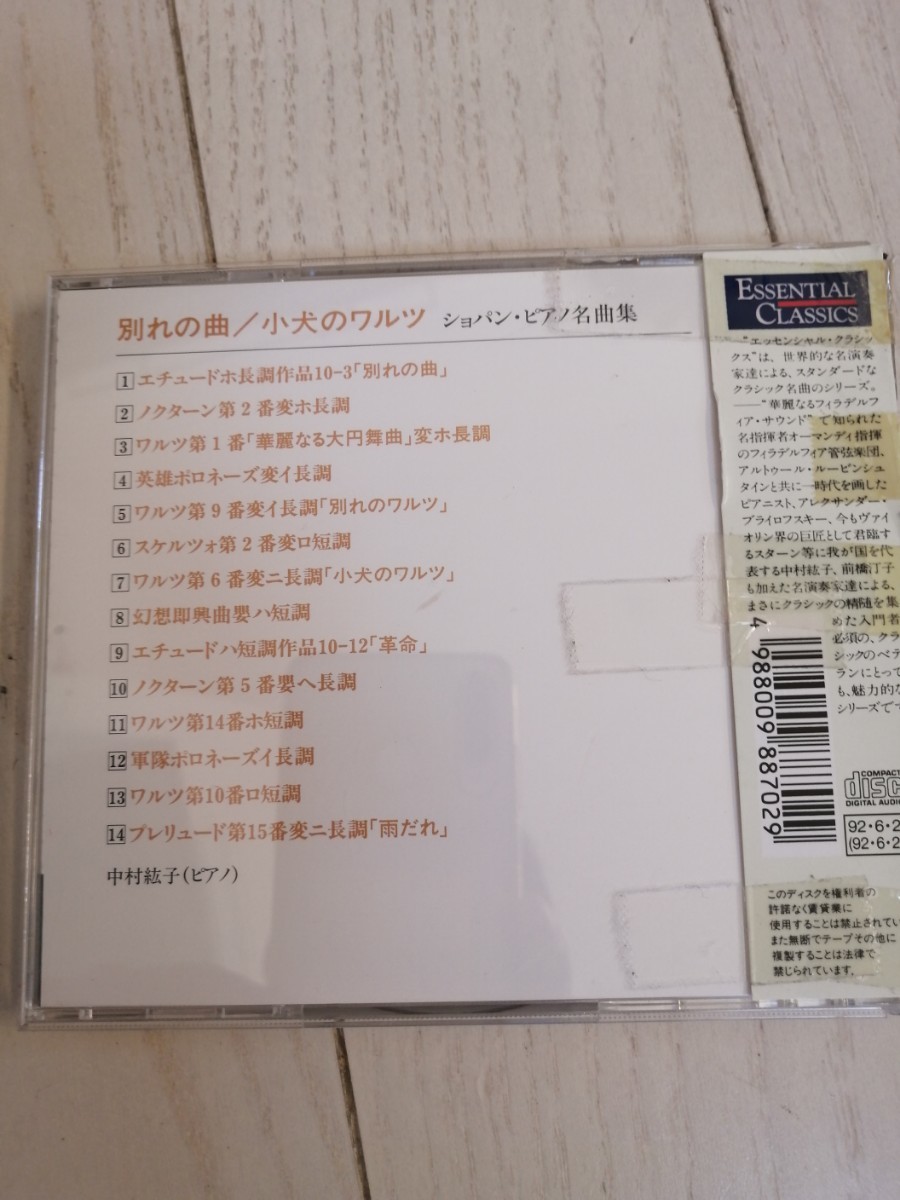 別れの曲／小犬のワルツ ショパン・ピアノ名曲集
1 エチュードホ長調作品10-3「別れの曲」
2 ノクターン第2番変ホ長調
3 ワルツ第1番「華麗なる大円舞曲」変ホ長調
4 英雄ポロネーズ変イ長調
5 ワルツ第9番変イ長調「別れのワルツ」
6 スケルツォ第2番変ロ短調
7 ワルツ第6番変ニ長調「小犬のワルツ」
8 幻想即興曲嬰ハ短調
9 エチュードハ短調作品10-12「革命」
10 ノクターン第5番嬰ヘ長調
11 ワルツ第14番ホ短調
12 軍隊ポロネーズイ長調
13 ワルツ第10番ロ短調
14 プレリュード第15番変ニ長調「雨だれ」
中村紘子(ピアノ)
ESSENTIAL
CLASSICS
"エッセンシャル・クラシッ
クス"は、世界的な名演奏
家達による、スタンダードな
クラシック名曲のシリーズ。
──"華麗なるフィラデルフ
ィア・サウンド"で知られた
名指揮者オーマンディ指揮
のフィラデルフィア管弦楽団、
アルトゥール・ルービンシュ
タインと共に一時代を画した
ピアニスト、アレクサンダー・
ブライロフスキー、今もヴァイ
オリン界の巨匠として君臨す
るスターン等に我が国を代
表する中村紘子、前橋汀子
も加えた名演奏家達による、
まさにクラシックの精随を集
めた入門者
必須の、クラ
シックのベテ
ランにとって
も、魅力的な
シリーズで
4 988009 887029
COMPACT
disc
DIGITAL AUDIO
92・6・2
(92・6・2
このディスクを権利者の
許諾なく賃貸業に
使用することは禁止されてい
また無断でテープその他に
複製することは法律で
禁じられています。